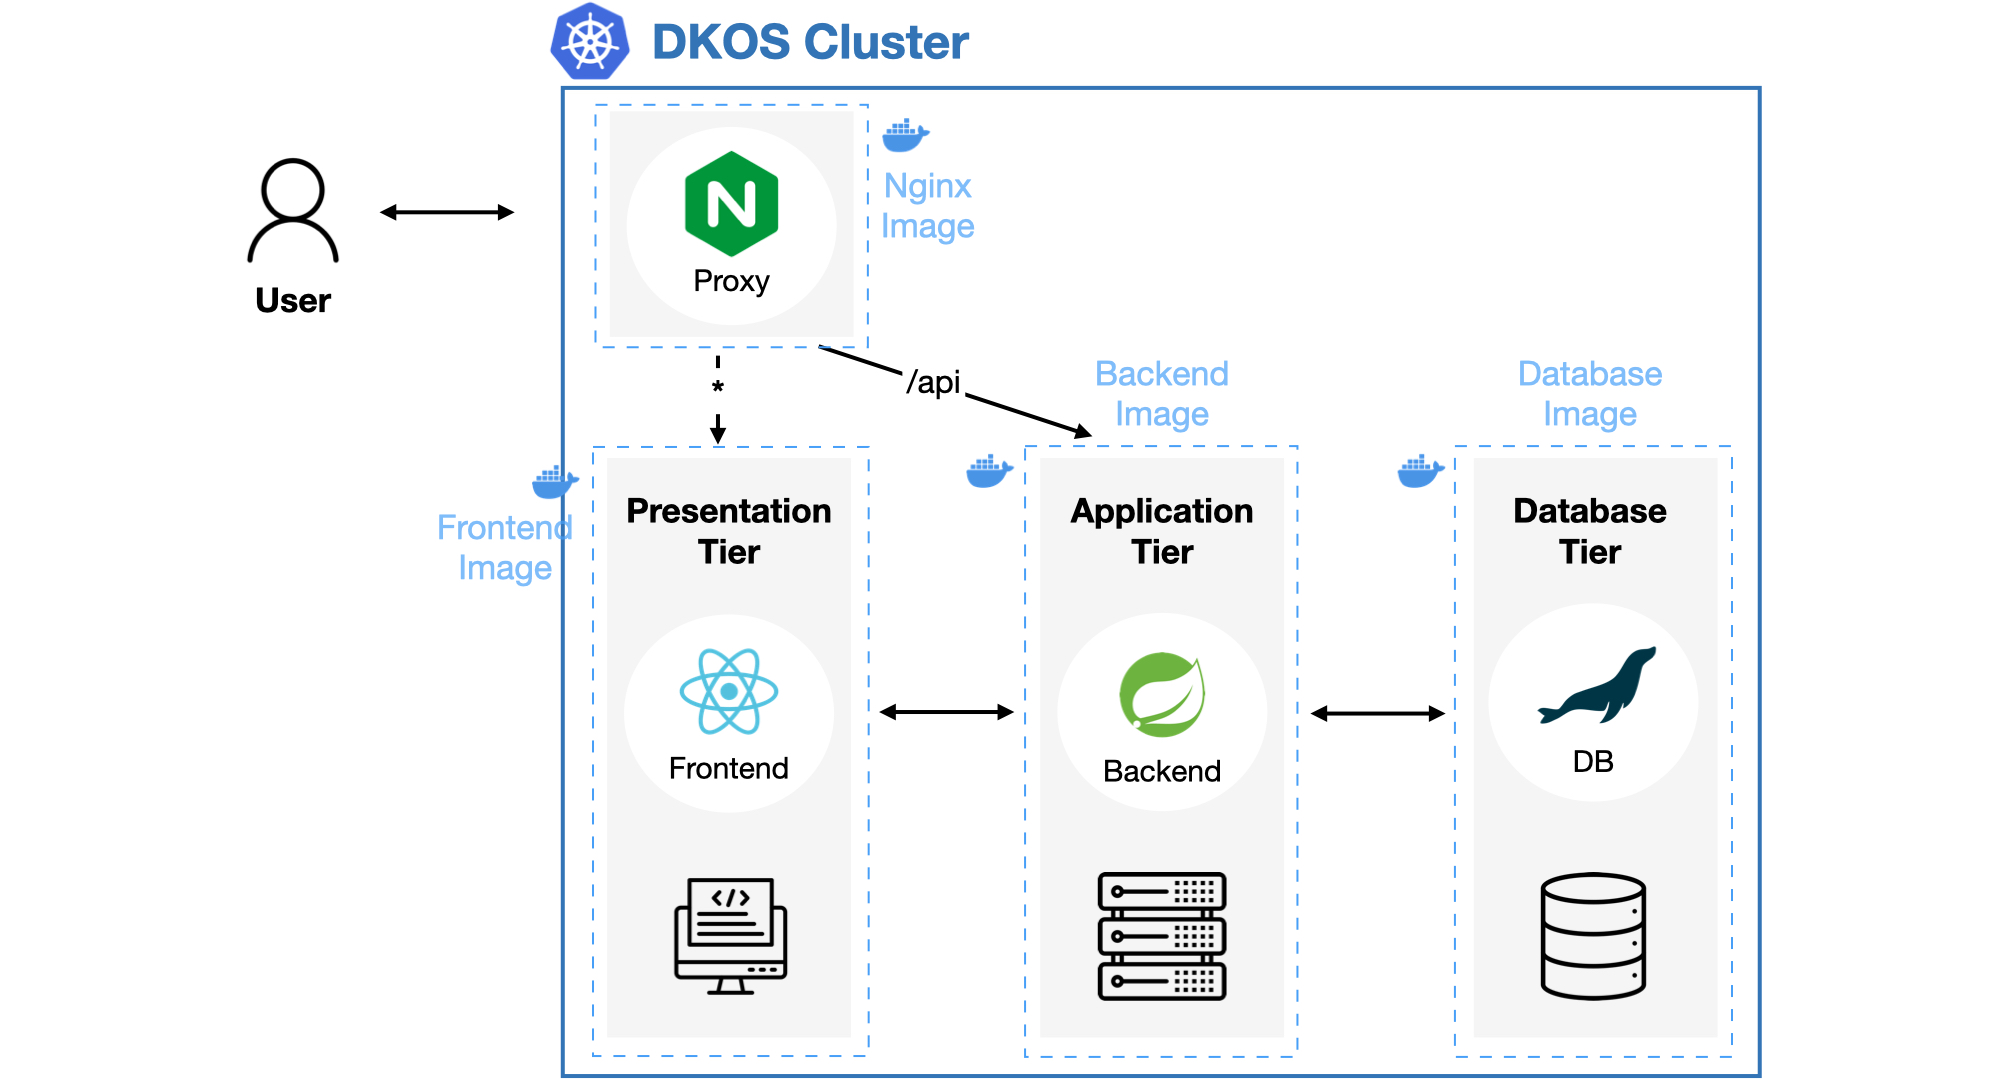 DKOS Cluster
N
Proxy
Nginx
Image
User
*
/api
Backend
Image
Database
Image
Frontend
Image
Presentation
Tier
Application
Tier
Database
Tier
Frontend
Backend
DB
</>